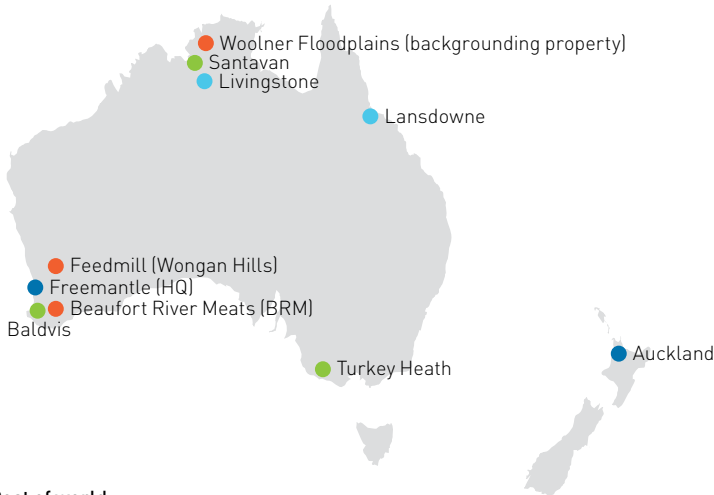 Woolner Floodplains (backgrounding property)
Santavan
Livingstone
Lansdowne
Feedmill (Wongan Hills)
Freemantle (HQ)
Beaufort River Meats (BRM)
Baldvis
Auckland
Turkey Heath